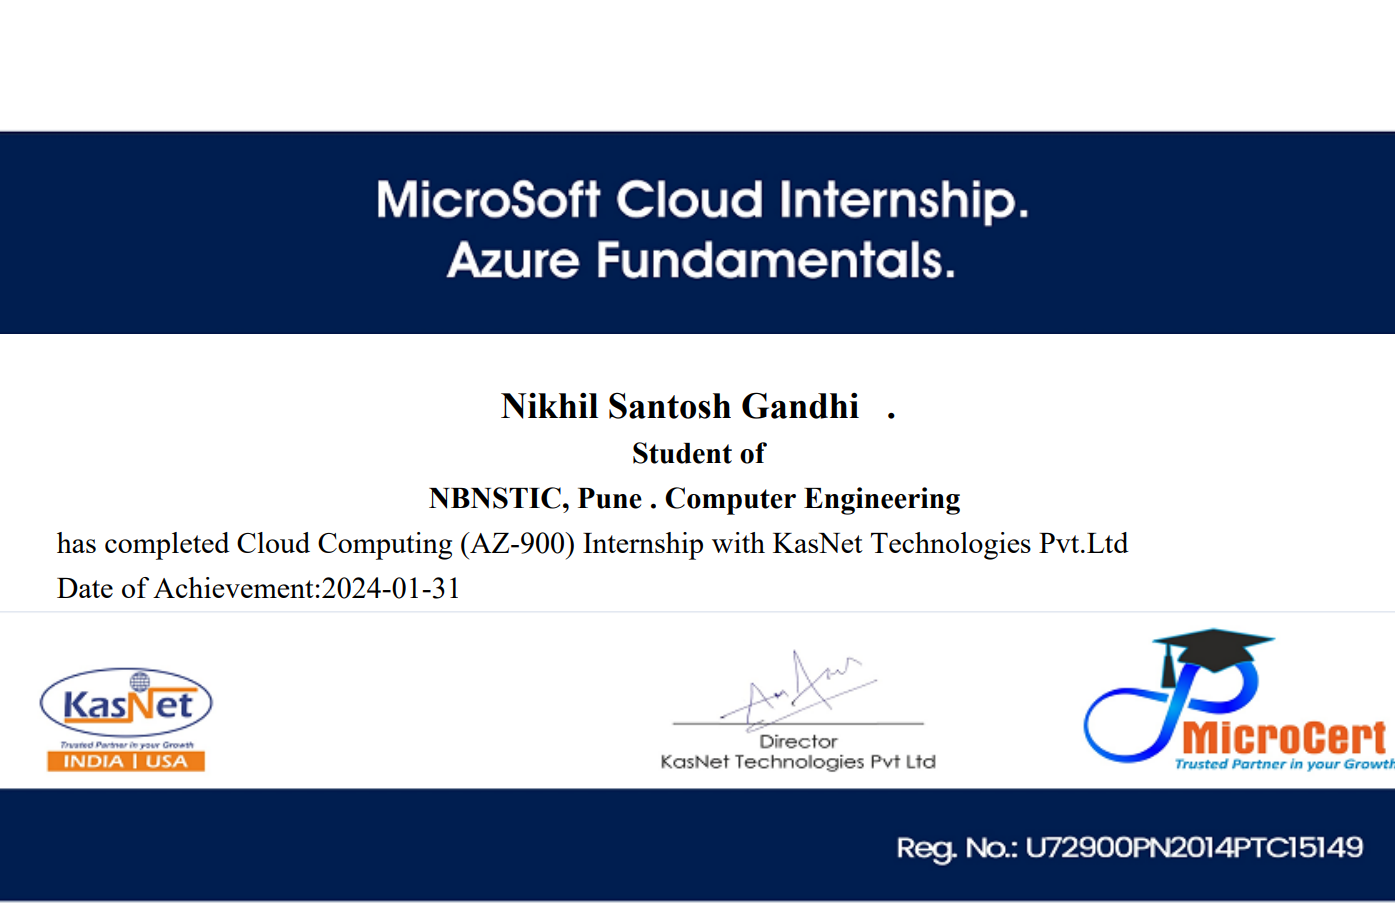 MicroSoft Cloud Internship.
Azure Fundamentals.
Nikhil Santosh Gandhi .
Student of
NBNSTIC, Pune . Computer Engineering
has completed Cloud Computing (AZ-900) Internship with KasNet Technologies Pvt.Ltd
Date of Achievement:2024-01-31
KasNet
Trusted Partner in your Growth
INDIA | USA
Director
KasNet Technologies Pvt Ltd
MicroCert
Trusted Partner in your Growth
Reg. No.: U72900PN2014PTC15149